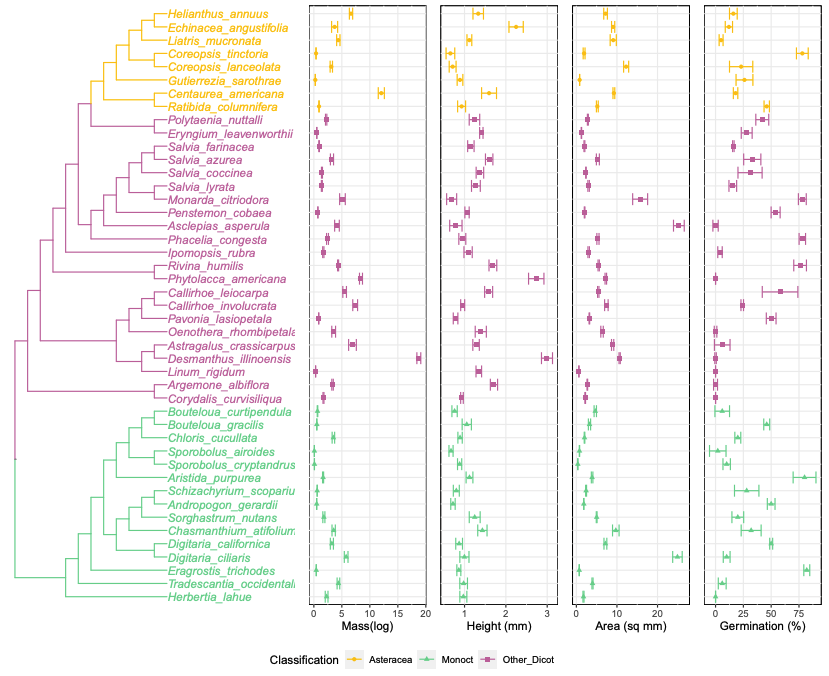 Helianthus_annuus
Echinacea_angustifolia
Liatris_mucronata
Coreopsis_tinctoria
Coreopsis_lanceolata
Gutierrezia_sarothrae
Centaurea_americana
Ratibida_columnifera
Polytaenia_nuttalli
Eryngium_leavenworthii
Salvia_farinacea
Salvia_azurea
Salvia_coccinea
Salvia_lyrata
Monarda_citriodora
Penstemon_cobaea
Asclepias_asperula
Phacelia_congesta
Ipomopsis_rubra
Rivina_humilis
Phytolacca_americana
Callirhoe_leiocarpa
Callirhoe_involucrata
Pavonia_lasiopetala
Oenothera_rhombipetala
Astragalus_crassicarpus
Desmanthus_illinoensis
Linum_rigidum
Argemone_albiflora
Corydalis_curvisiliqua
Bouteloua_curtipendula
Bouteloua_gracilis
Chloris_cucullata
Sporobolus_airoides
Sporobolus_cryptandrus
Aristida_purpurea
Schizachyrium_scopariu
Andropogon_gerardii
Sorghastrum_nutans
Chasmanthium_atifolium
Digitaria_californica
Digitaria_ciliaris
Eragrostis_trichodes
Tradescantia_occidentali
Herbertia_lahue
0 5 10 15 20 1 2 3 0 10 20 0 25 50 75
Mass(log) Height (mm) Area (sq mm) Germination (%)
Classification Asteracea Monoct Other_Dicot